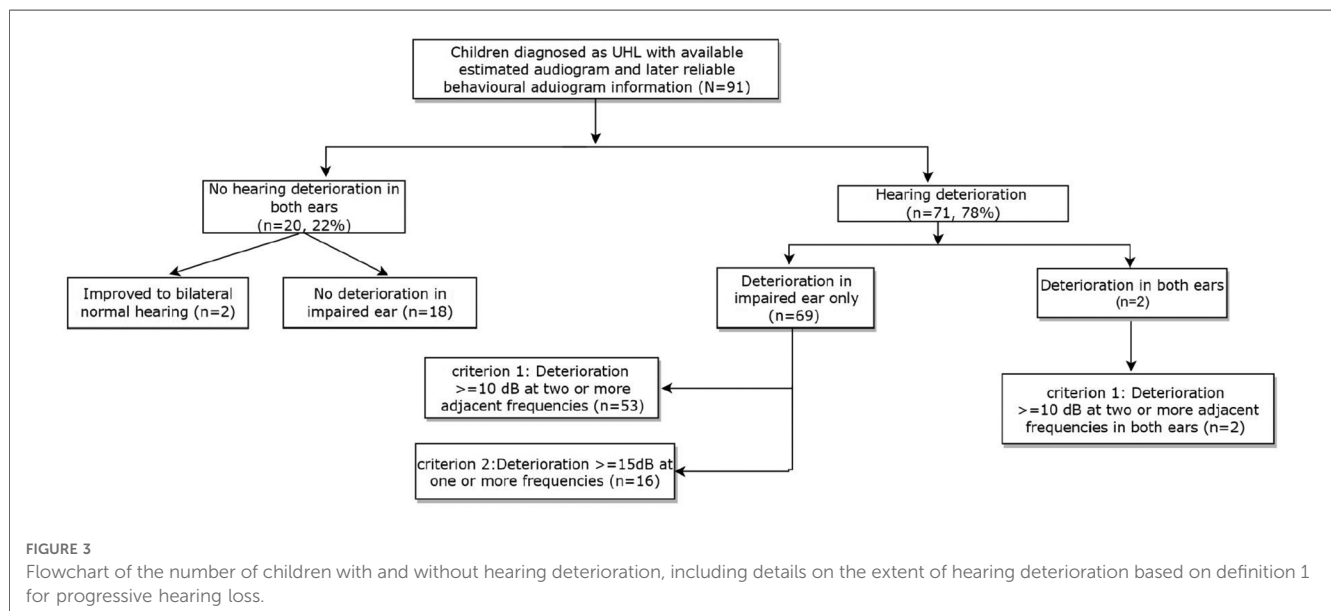 Children diagnosed as UHL with available
estimated audiogram and later reliable
behavioural aduiogram information (N=91)
No hearing deterioration in
both ears
(n=20, 22%)
Hearing deterioration
(n=71, 78%)
Improved to bilateral
normal hearing (n=2)
No deterioration in
impaired ear (n=18)
Deterioration in
impaired ear only
(n=69)
Deterioration in both ears
(n=2)
criterion 1: Deterioration
>=10 dB at two or more
adjacent frequencies (n=53)
criterion 1: Deterioration
>=10 dB at two or more adjacent
frequencies in both ears (n=2)
criterion 2:Deterioration >=15dB at
one or more frequencies (n=16)
FIGURE 3
Flowchart of the number of children with and without hearing deterioration, including details on the extent of hearing deterioration based on definition 1
for progressive hearing loss.